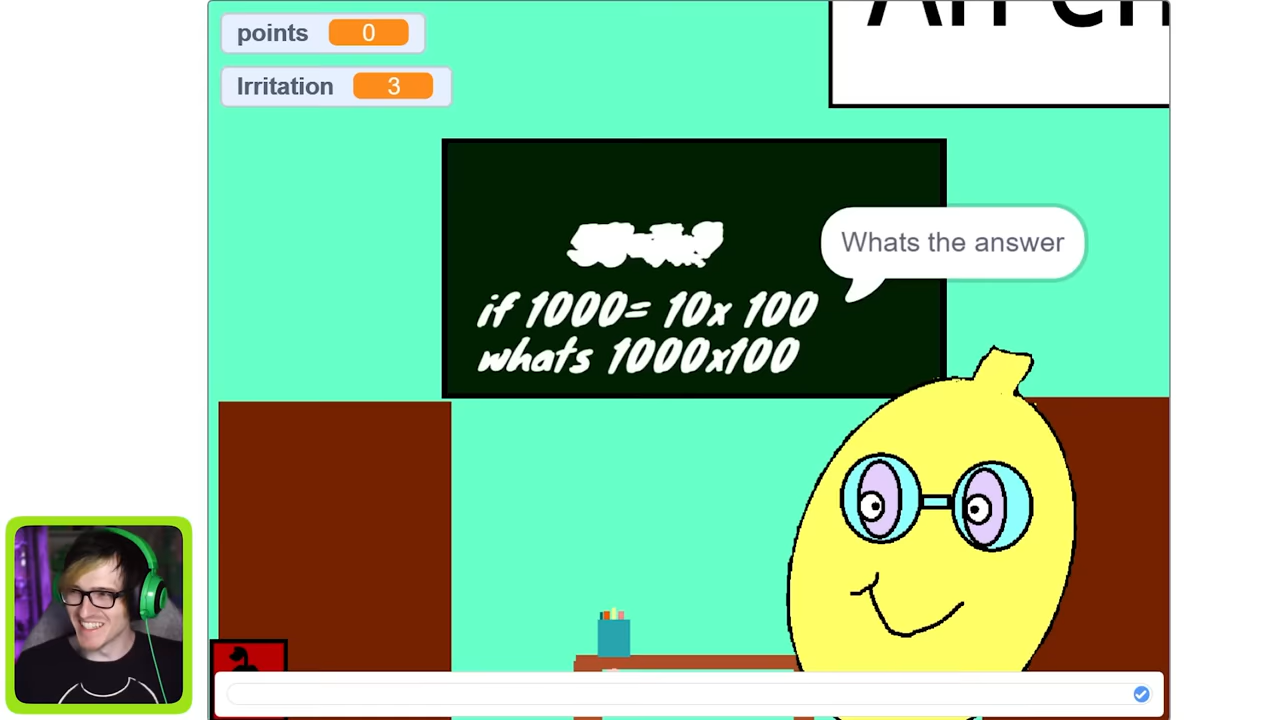 points 0
Irritation 3
if 1000= 10x 100
whats 1000x100
Whats the answer